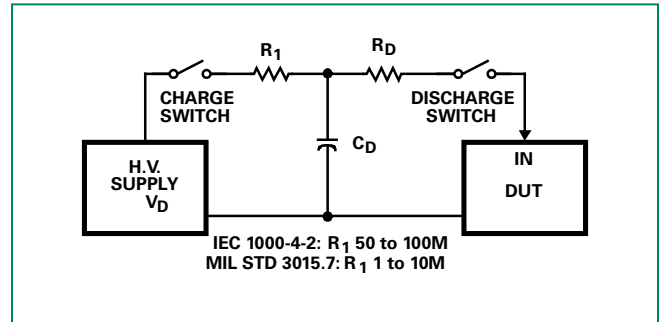 R1
RD
CHARGE
SWITCH
DISCHARGE
SWITCH
CD
H.V.
SUPPLY
VD
IN
DUT
IEC 1000-4-2: R1 50 to 100M
MIL STD 3015.7: R1 1 to 10M